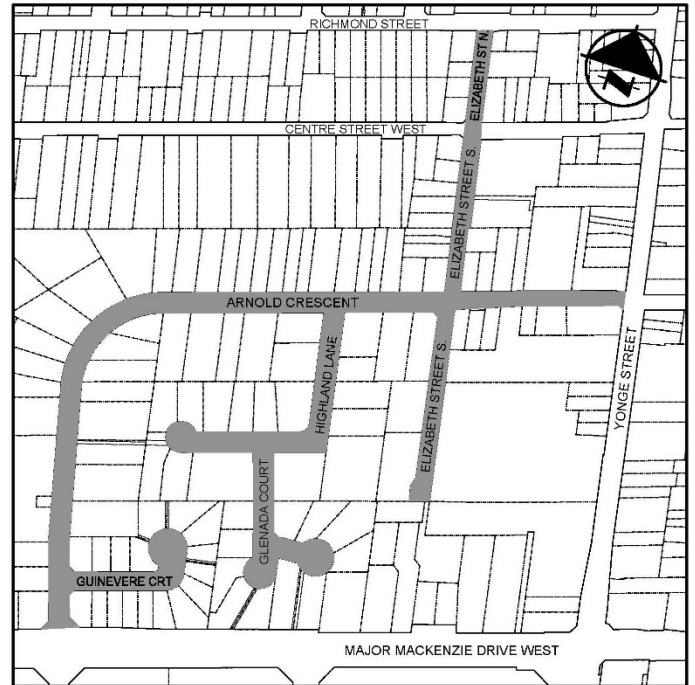 RICHMOND STREET
ELIZABETH ST N.
CENTRE STREET WEST
ELIZABETH STREET S.
N
ARNOLD CRESCENT
HIGHLAND LANE
ELIZABETH STREET S.
YONGE STREET
GLENADA COURT
GUINEVERE CRT
MAJOR MACKENZIE DRIVE WEST